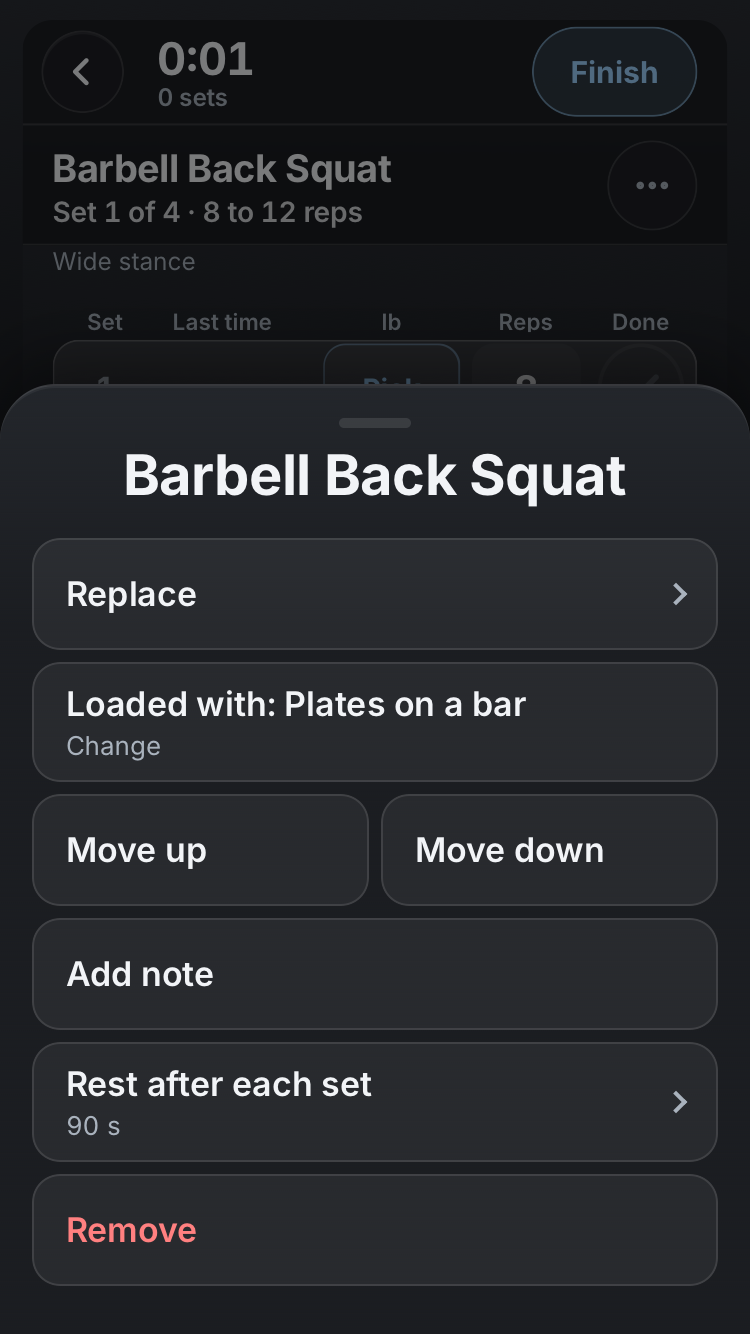 0:01
0 sets
Finish
Barbell Back Squat
Set 1 of 4 · 8 to 12 reps
Wide stance
Set Last time lb Reps Done
Barbell Back Squat
Replace
Loaded with: Plates on a bar
Change
Move up Move down
Add note
Rest after each set
90 s
Remove